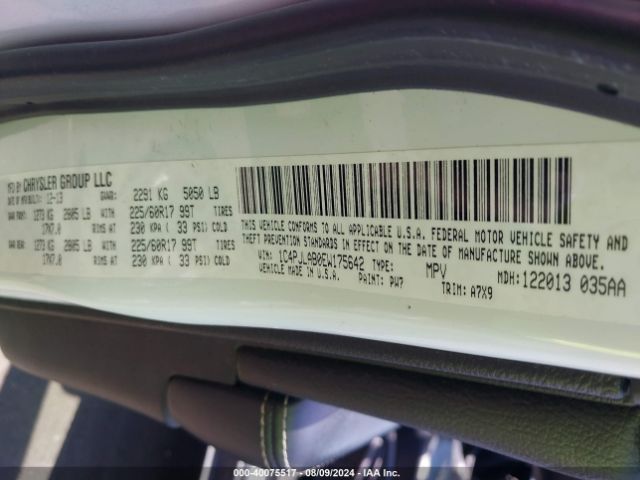 MFD BY CHRYSLER GROUP LLC
DATE OF MFR/BUILT: 12-13 GVWR: 2291 KG 5050 LB
GAWR FRONT: 1273 KG 2805 LB WITH 225/60R17 99T TIRES
17X7.0 RIMS AT 230 KPA ( 33 PSI) COLD
GAWR REAR: 1273 KG 2805 LB WITH 225/60R17 99T TIRES
17X7.0 RIMS AT 230 KPA ( 33 PSI) COLD
THIS VEHICLE CONFORMS TO ALL APPLICABLE U.S.A. FEDERAL MOTOR VEHICLE SAFETY AND
THEFT PREVENTION STANDARDS IN EFFECT ON THE DATE OF MANUFACTURE SHOWN ABOVE.
VIN: 1C4PJLAB0EW175642 TYPE: MPV MDH: 122013 035AA
VEHICLE MADE IN U.S.A. PAINT: PW7 TRIM: A7X9
000-40075517 - 08/09/2024 - IAA Inc.